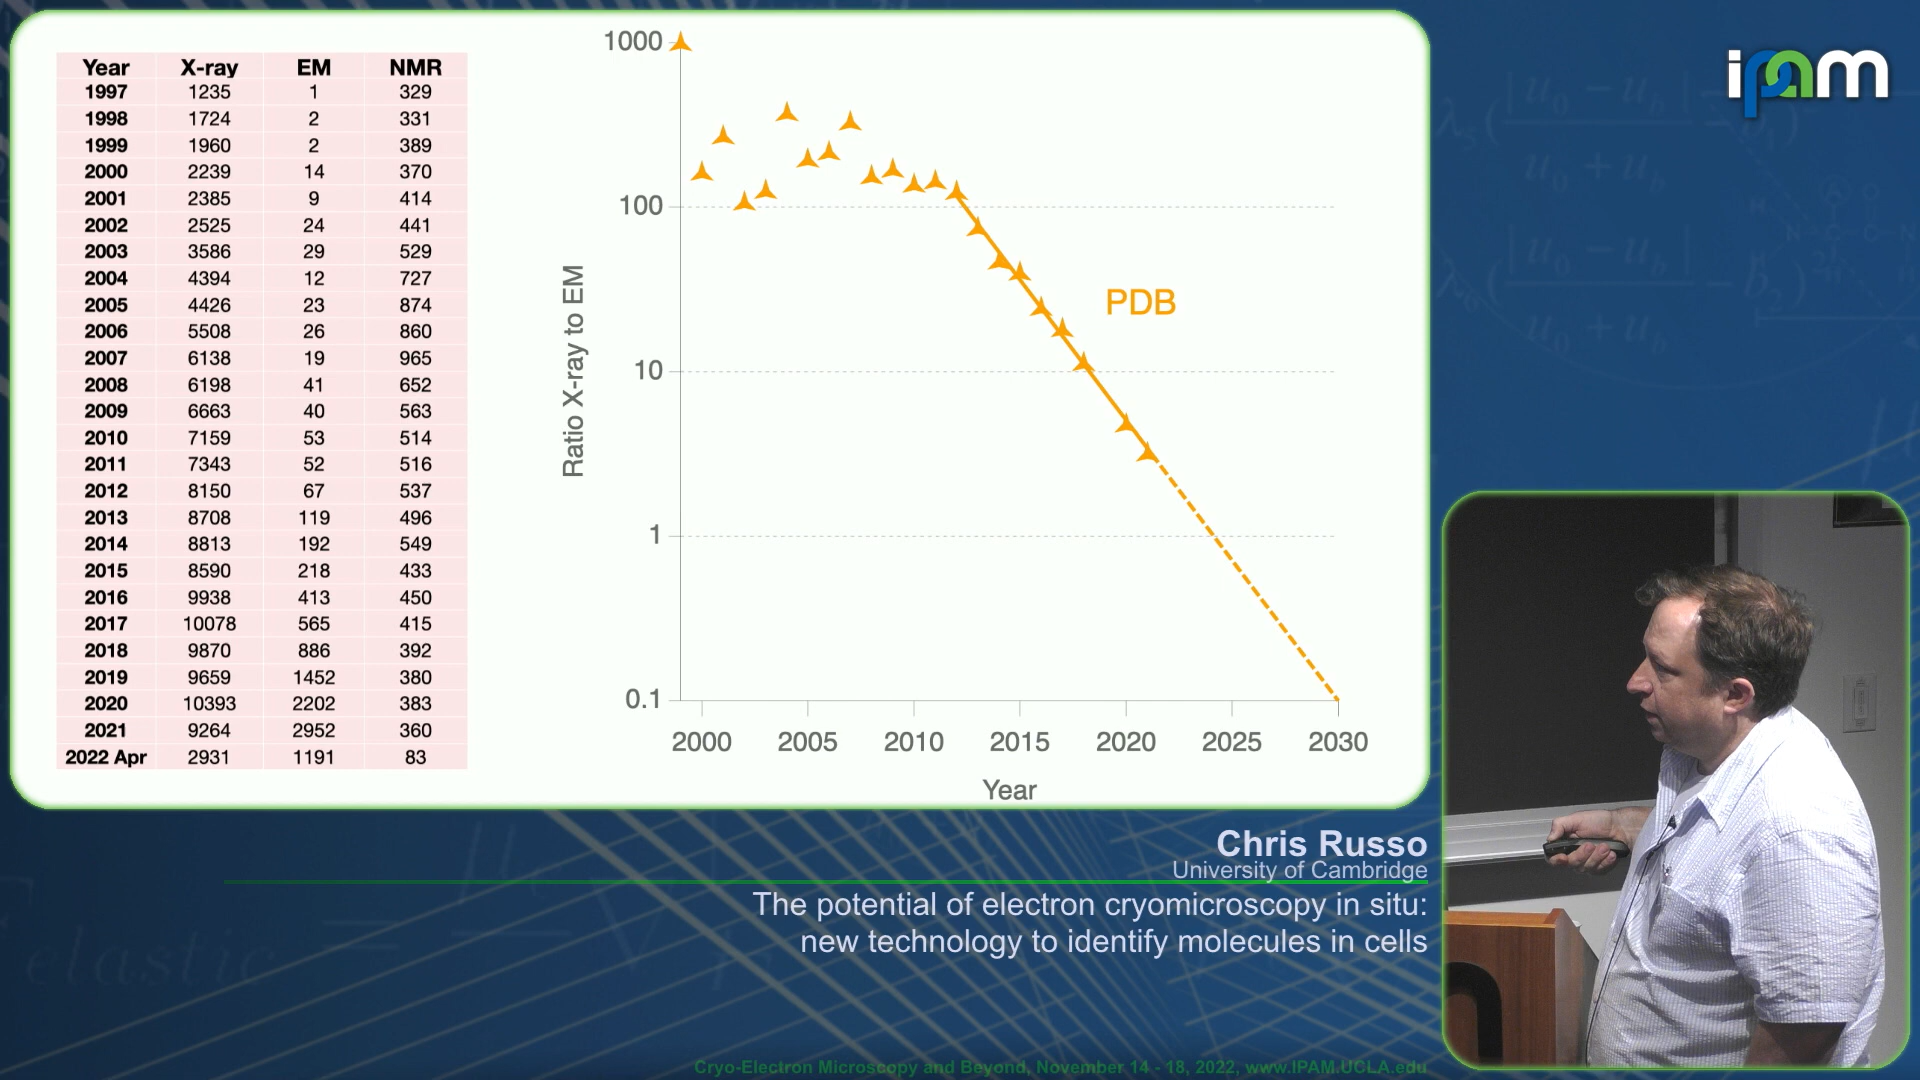 Year X-ray EM NMR
1997 1235 1 329
1998 1724 2 331
1999 1960 2 389
2000 2239 14 370
2001 2385 9 414
2002 2525 24 441
2003 3586 29 529
2004 4394 12 727
2005 4426 23 874
2006 5508 26 860
2007 6138 19 965
2008 6198 41 652
2009 6663 40 563
2010 7159 53 514
2011 7343 52 516
2012 8150 67 537
2013 8708 119 496
2014 8813 192 549
2015 8590 218 433
2016 9938 413 450
2017 10078 565 415
2018 9870 886 392
2019 9659 1452 380
2020 10393 2202 383
2021 9264 2952 360
2022 Apr 2931 1191 83
1000
100
10
1
0.1
Ratio X-ray to EM
PDB
2000 2005 2010 2015 2020 2025 2030
Year
ipam
Chris Russo
University of Cambridge
The potential of electron cryomicroscopy in situ:
new technology to identify molecules in cells
elastic
Cryo-Electron Microscopy and Beyond, November 14 - 18, 2022, www.IPAM.UCLA.edu